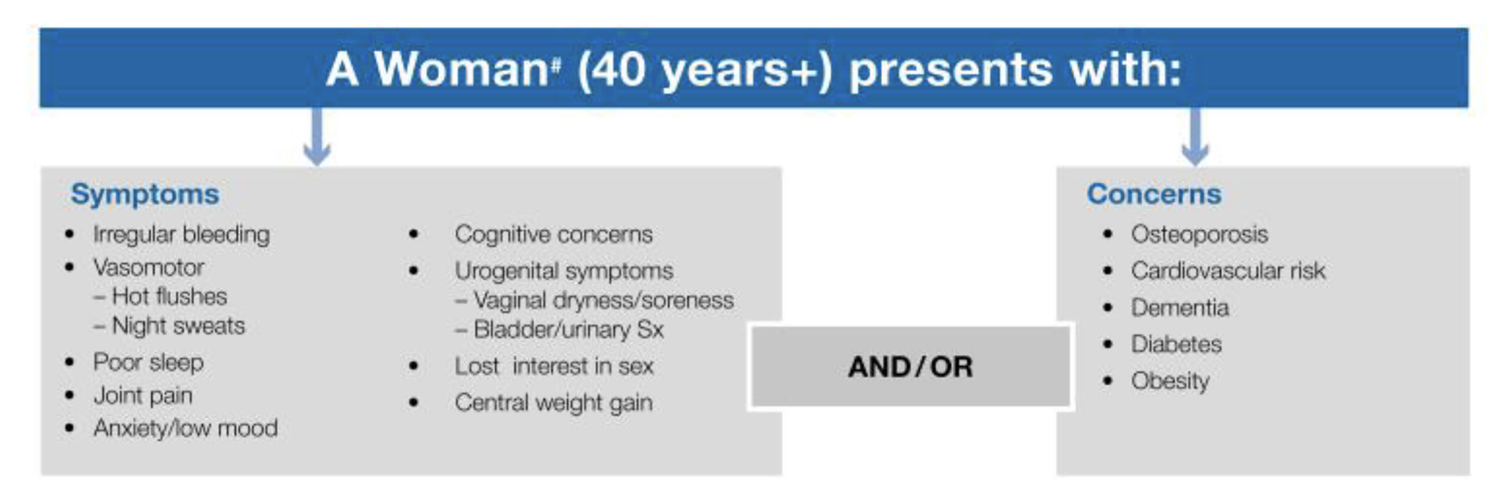 A Woman# (40 years+) presents with:
Symptoms
• Irregular bleeding
• Vasomotor
– Hot flushes
– Night sweats
• Poor sleep
• Joint pain
• Anxiety/low mood
• Cognitive concerns
• Urogenital symptoms
– Vaginal dryness/soreness
– Bladder/urinary Sx
• Lost interest in sex
• Central weight gain
AND/OR
Concerns
• Osteoporosis
• Cardiovascular risk
• Dementia
• Diabetes
• Obesity